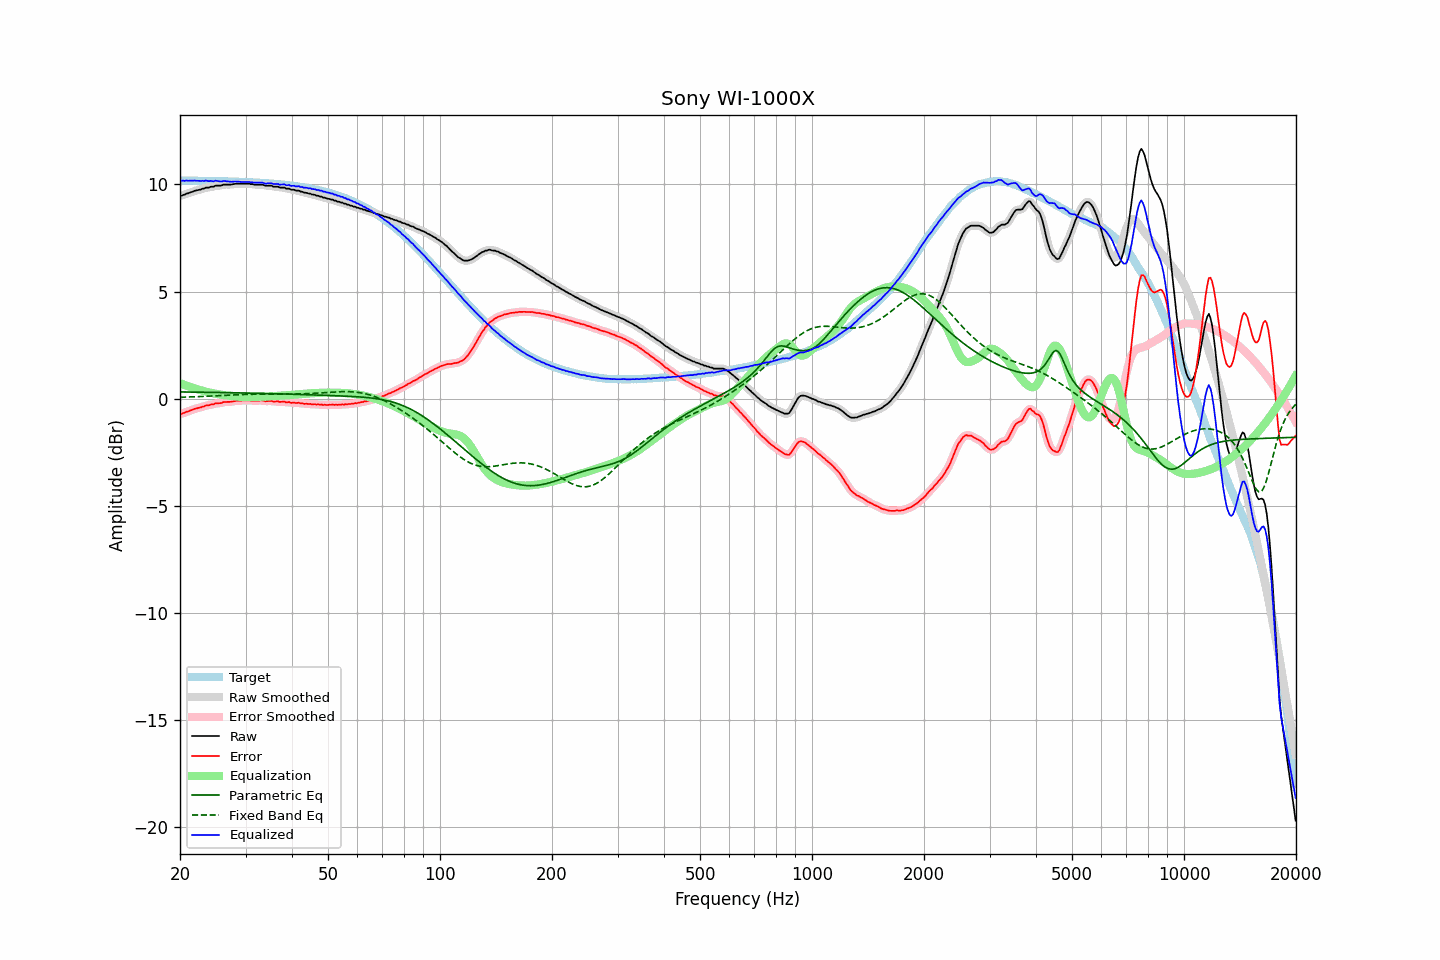 Sony WI-1000X
Amplitude (dBr)
10
5
0
−5
−10
−15
−20
Target
Raw Smoothed
Error Smoothed
Raw
Error
Equalization
Parametric Eq
Fixed Band Eq
Equalized
20 50 100 200 500 1000 2000 5000 10000 20000
Frequency (Hz)